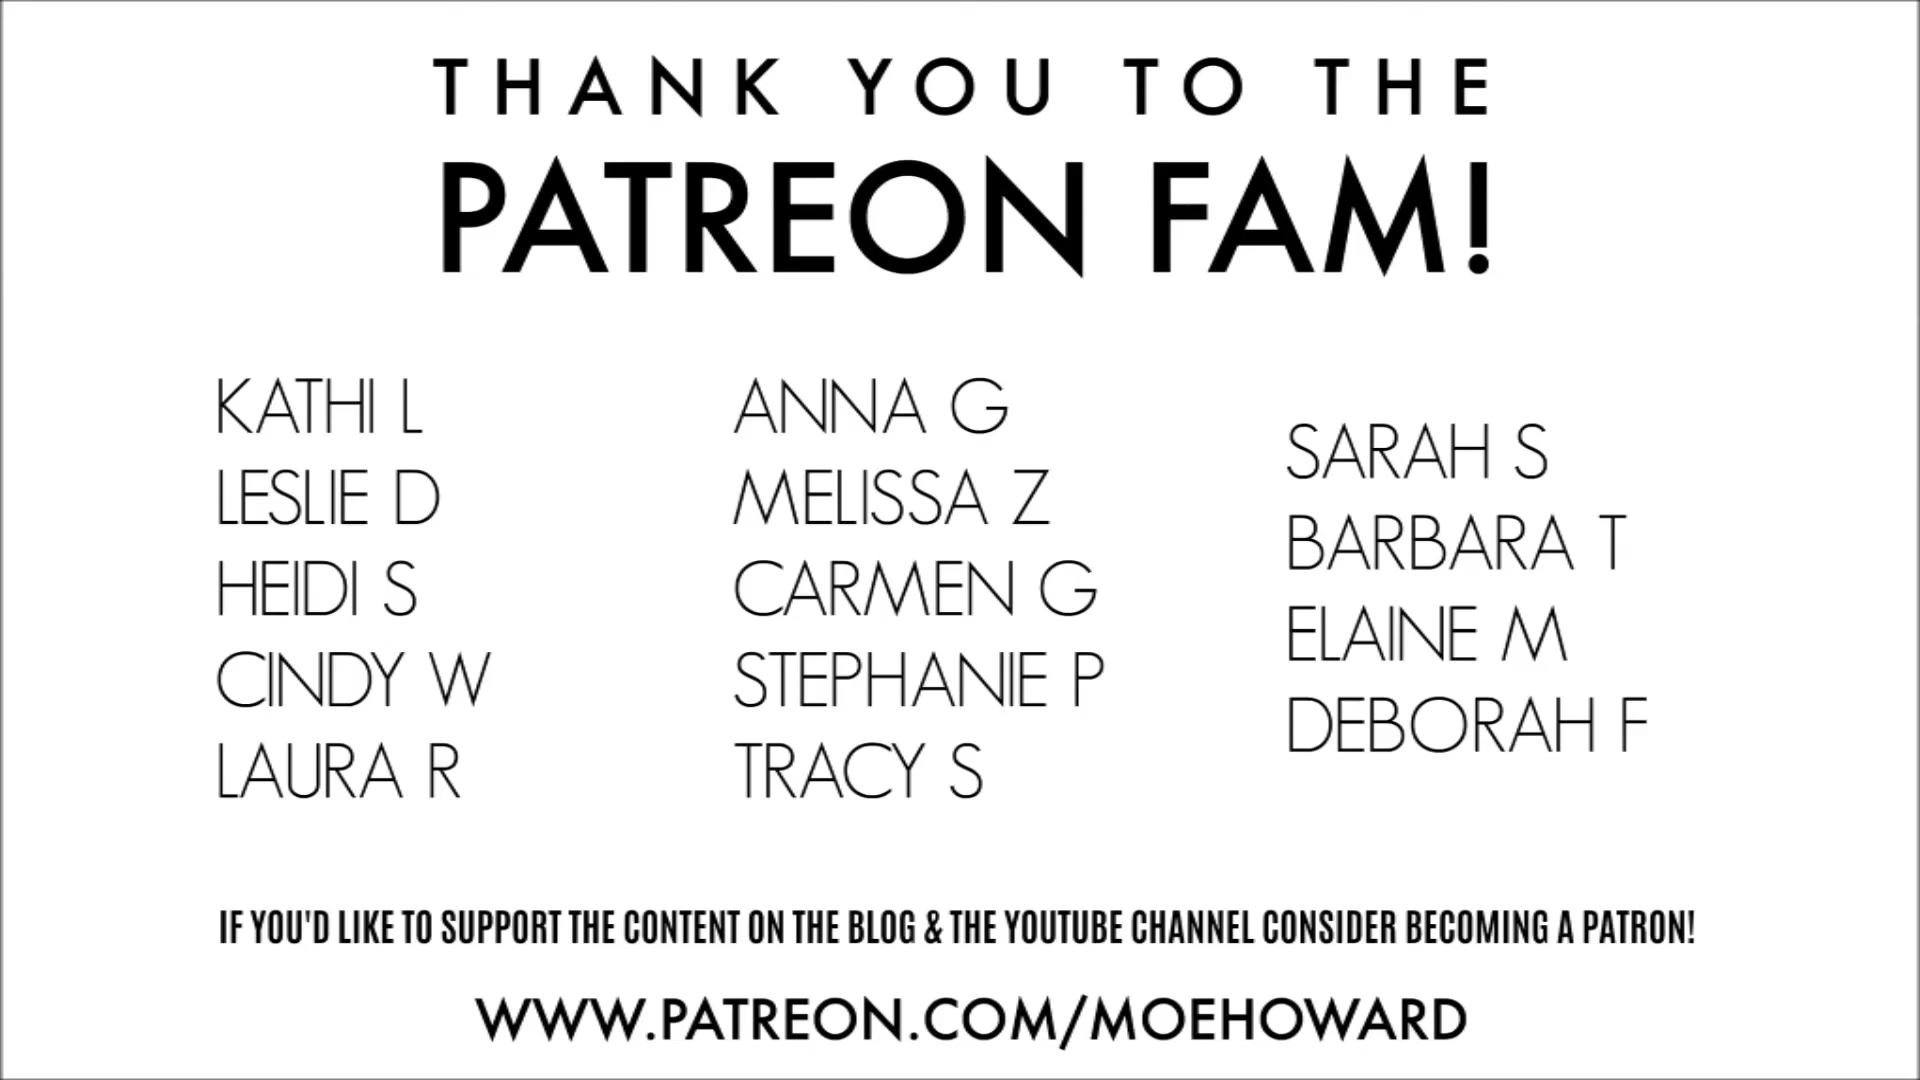 THANK YOU TO THE
PATREON FAM!
KATHI L
LESLIE D
HEIDI S
CINDY W
LAURA R
ANNA G
MELISSA Z
CARMEN G
STEPHANIE P
TRACY S
SARAH S
BARBARA T
ELAINE M
DEBORAH F
IF YOU'D LIKE TO SUPPORT THE CONTENT ON THE BLOG & THE YOUTUBE CHANNEL CONSIDER BECOMING A PATRON!
WWW.PATREON.COM/MOEHOWARD